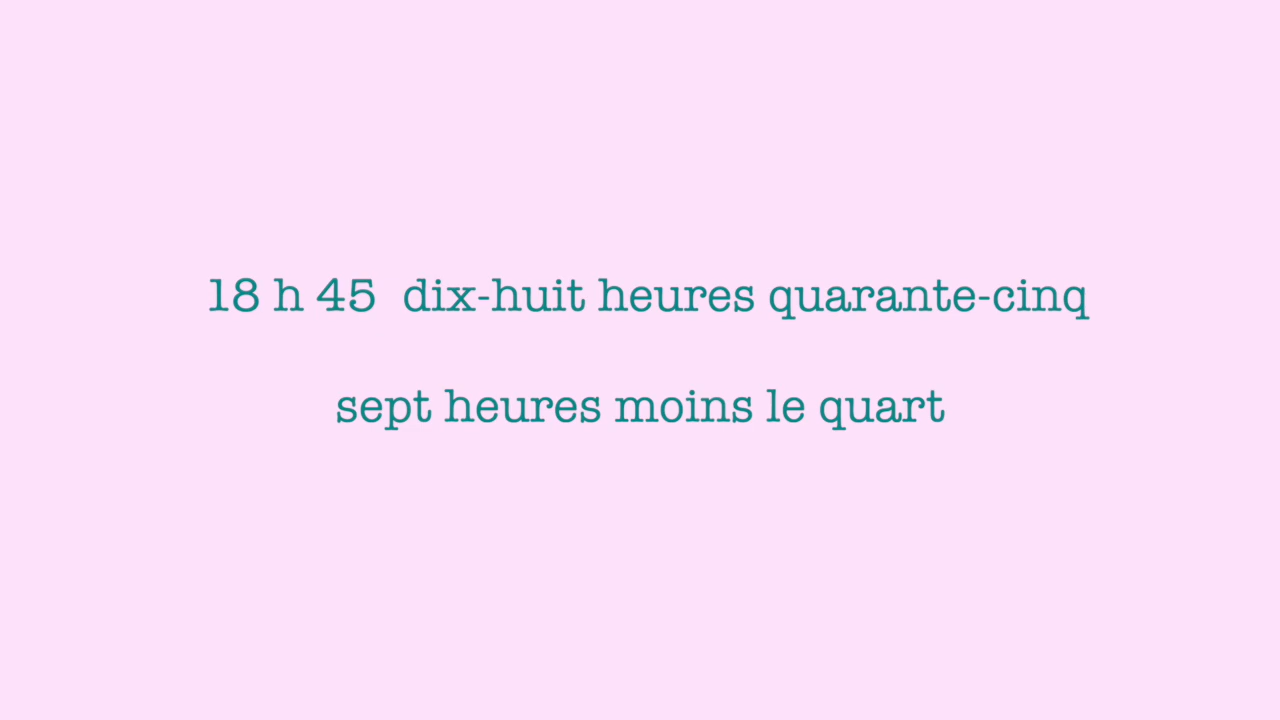 18 h 45  dix-huit heures quarante-cinq
sept heures moins le quart